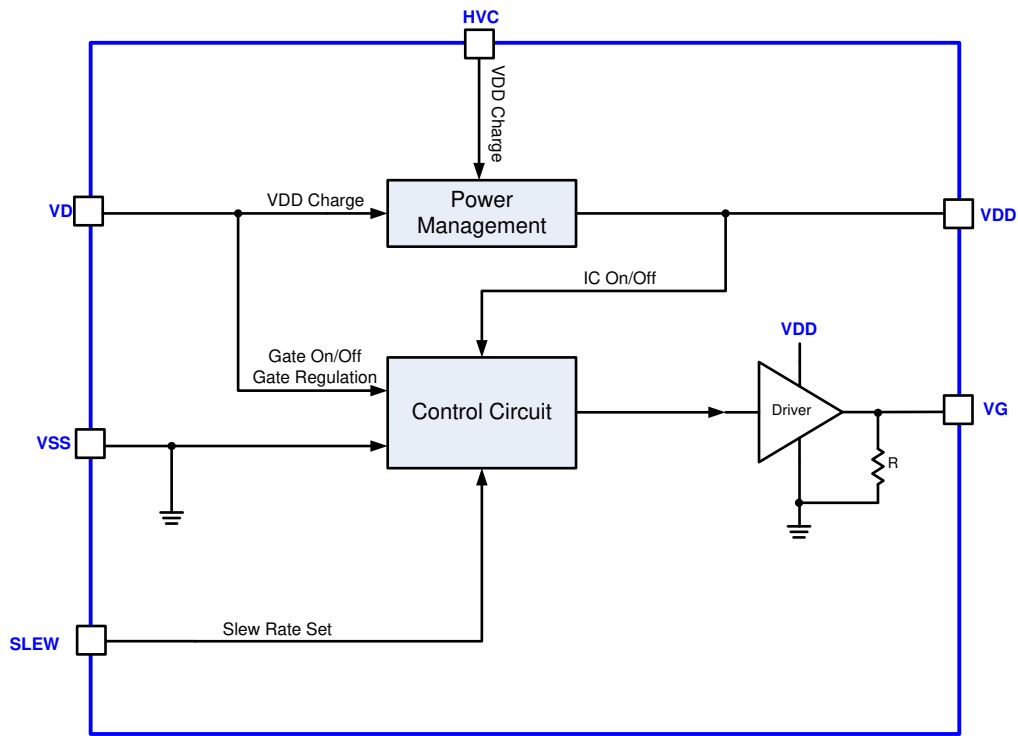 HVC
VDD Charge
VD
VDD Charge
Power
Management
VDD
IC On/Off
VDD
Gate On/Off
Gate Regulation
Control Circuit
Driver
VG
VSS
R
Slew Rate Set
SLEW